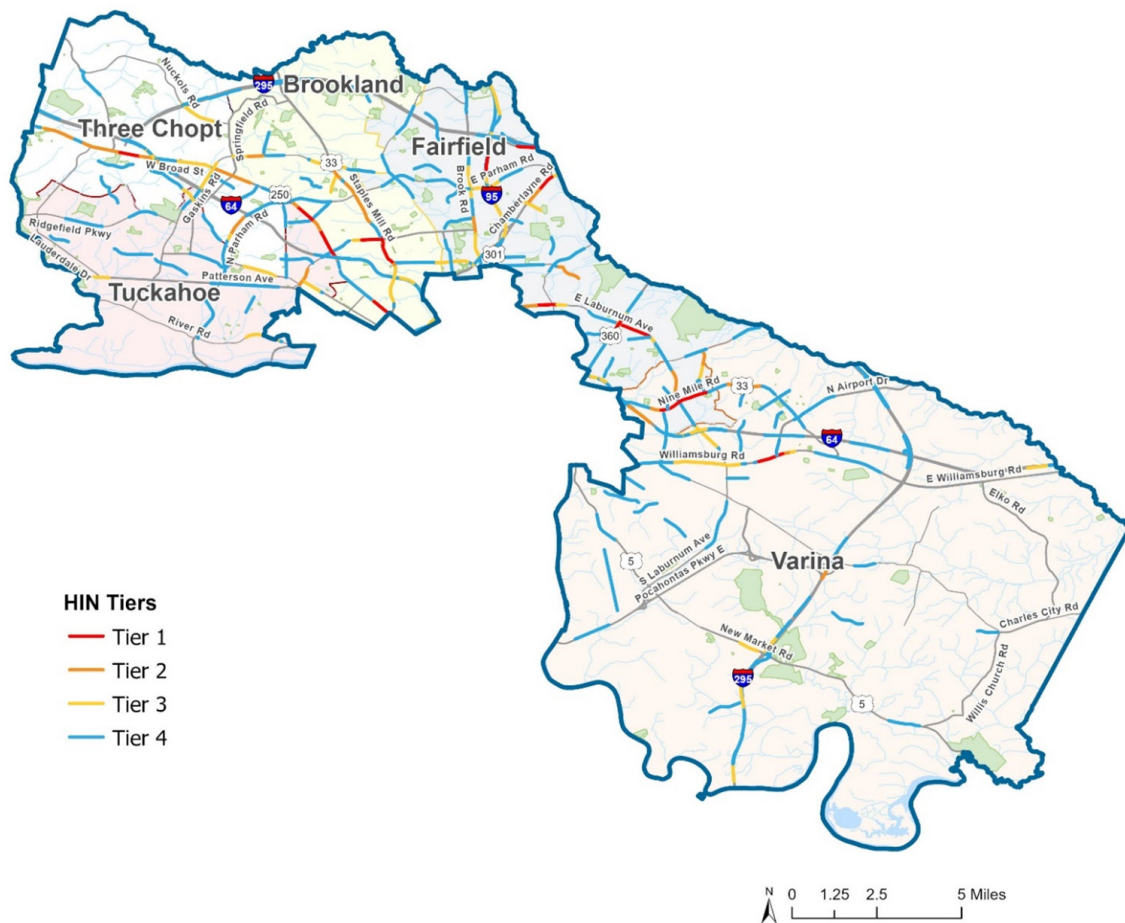 Nuckols Rd
295
Brookland
Springfield Rd
Three Chopt
Fairfield
33
W Broad St
E Parham Rd
Brook Rd
95
Chamberlayne Rd
Gaskins Rd
250
64
Staples Mill Rd
Ridgefield Pkwy
N Parham Rd
301
Lauderdale Dr
Patterson Ave
Tuckahoe
River Rd
E Laburnum Ave
360
Nine Mile Rd
33
N Airport Dr
64
Williamsburg Rd
E Williamsburg Rd
Elko Rd
5
S Laburnum Ave
Pocahontas Pkwy E
Varina
Charles City Rd
New Market Rd
Willis Church Rd
295
5
HIN Tiers
Tier 1
Tier 2
Tier 3
Tier 4
N
0 1.25 2.5 5 Miles